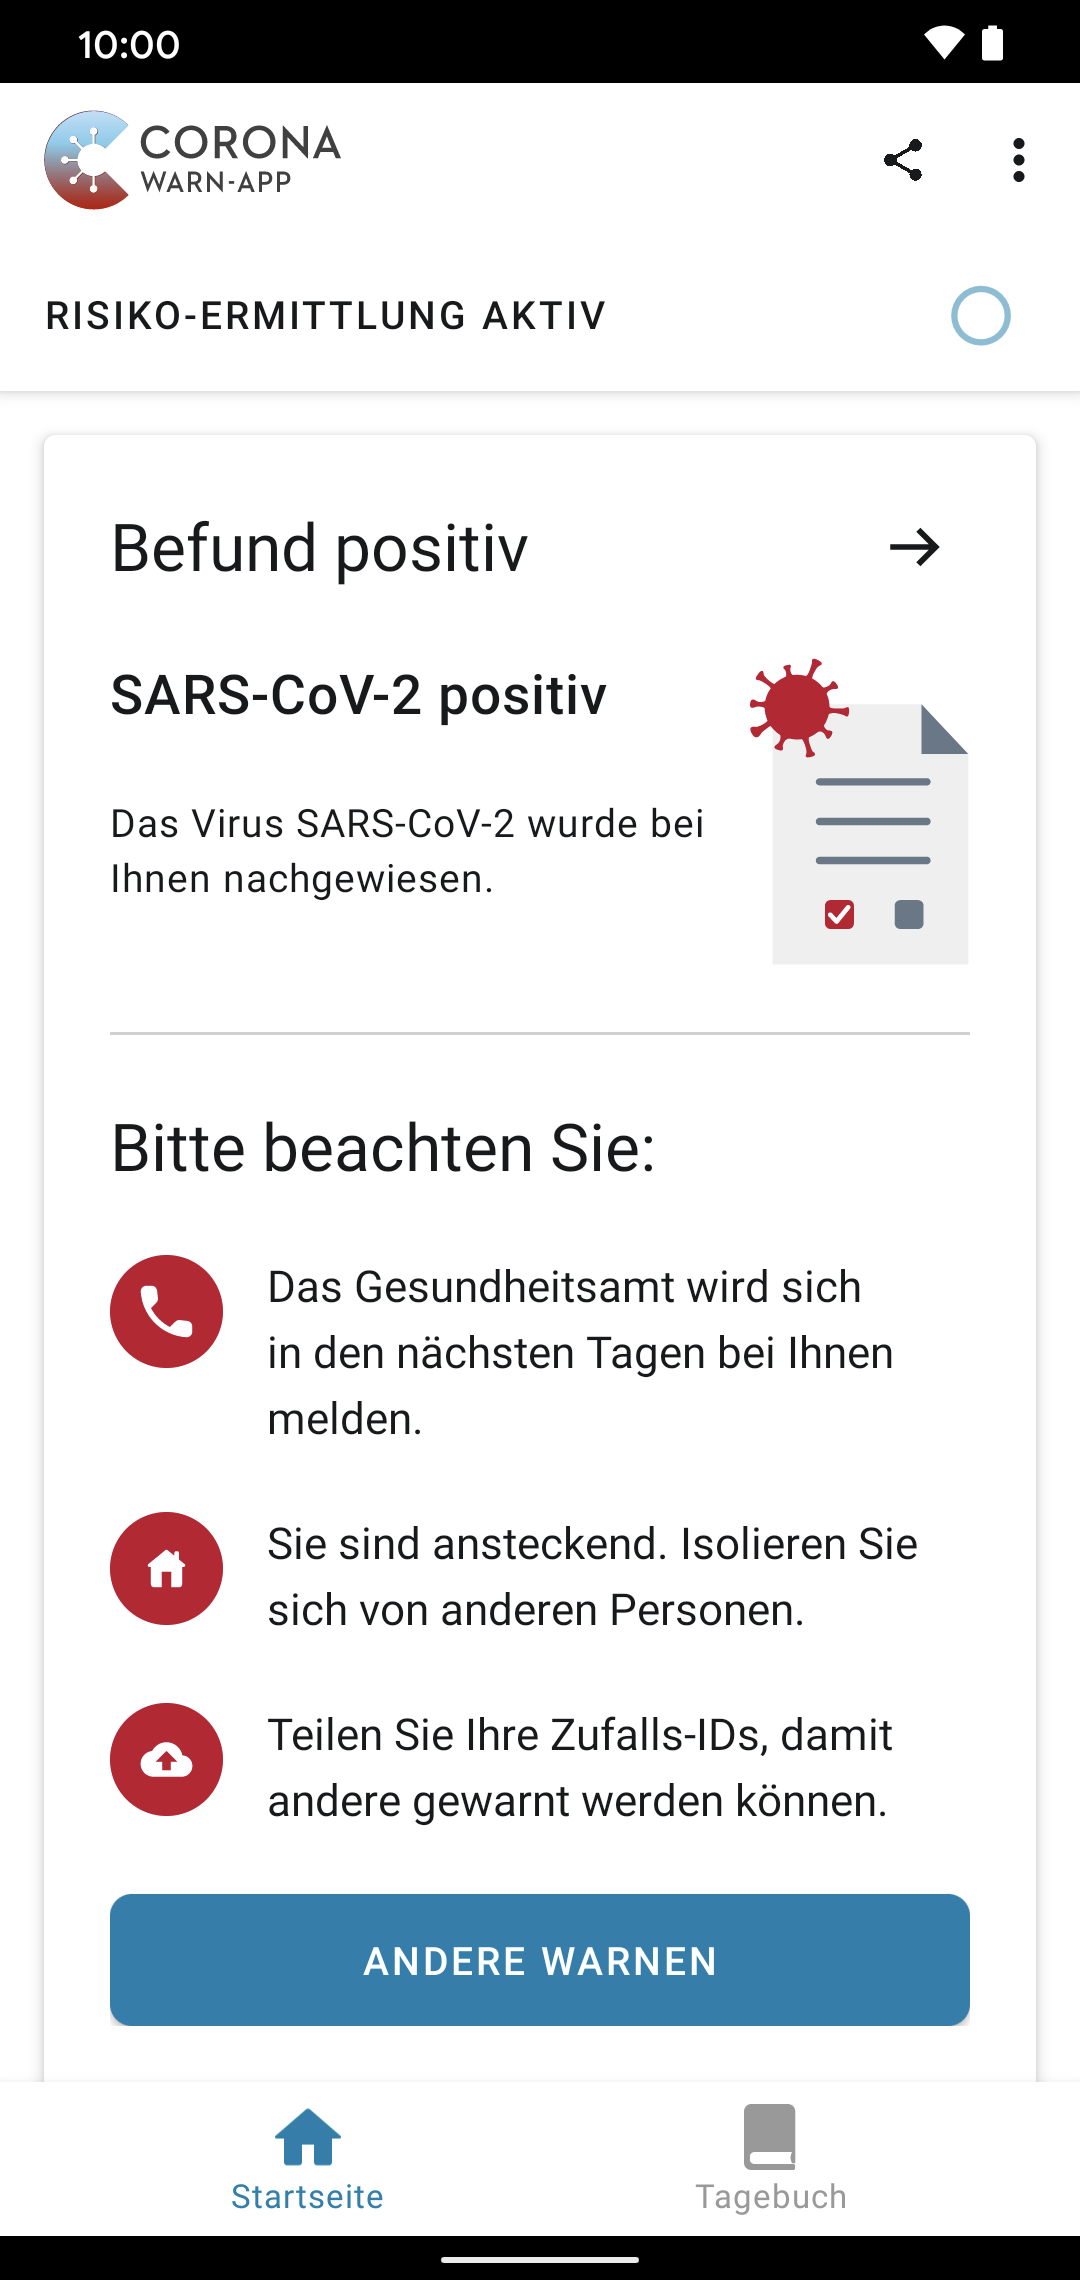 10:00
CORONA
WARN-APP
RISIKO-ERMITTLUNG AKTIV
Befund positiv
SARS-CoV-2 positiv
Das Virus SARS-CoV-2 wurde bei
Ihnen nachgewiesen.
Bitte beachten Sie:
Das Gesundheitsamt wird sich
in den nächsten Tagen bei Ihnen
melden.
Sie sind ansteckend. Isolieren Sie
sich von anderen Personen.
Teilen Sie Ihre Zufalls-IDs, damit
andere gewarnt werden können.
ANDERE WARNEN
Startseite
Tagebuch